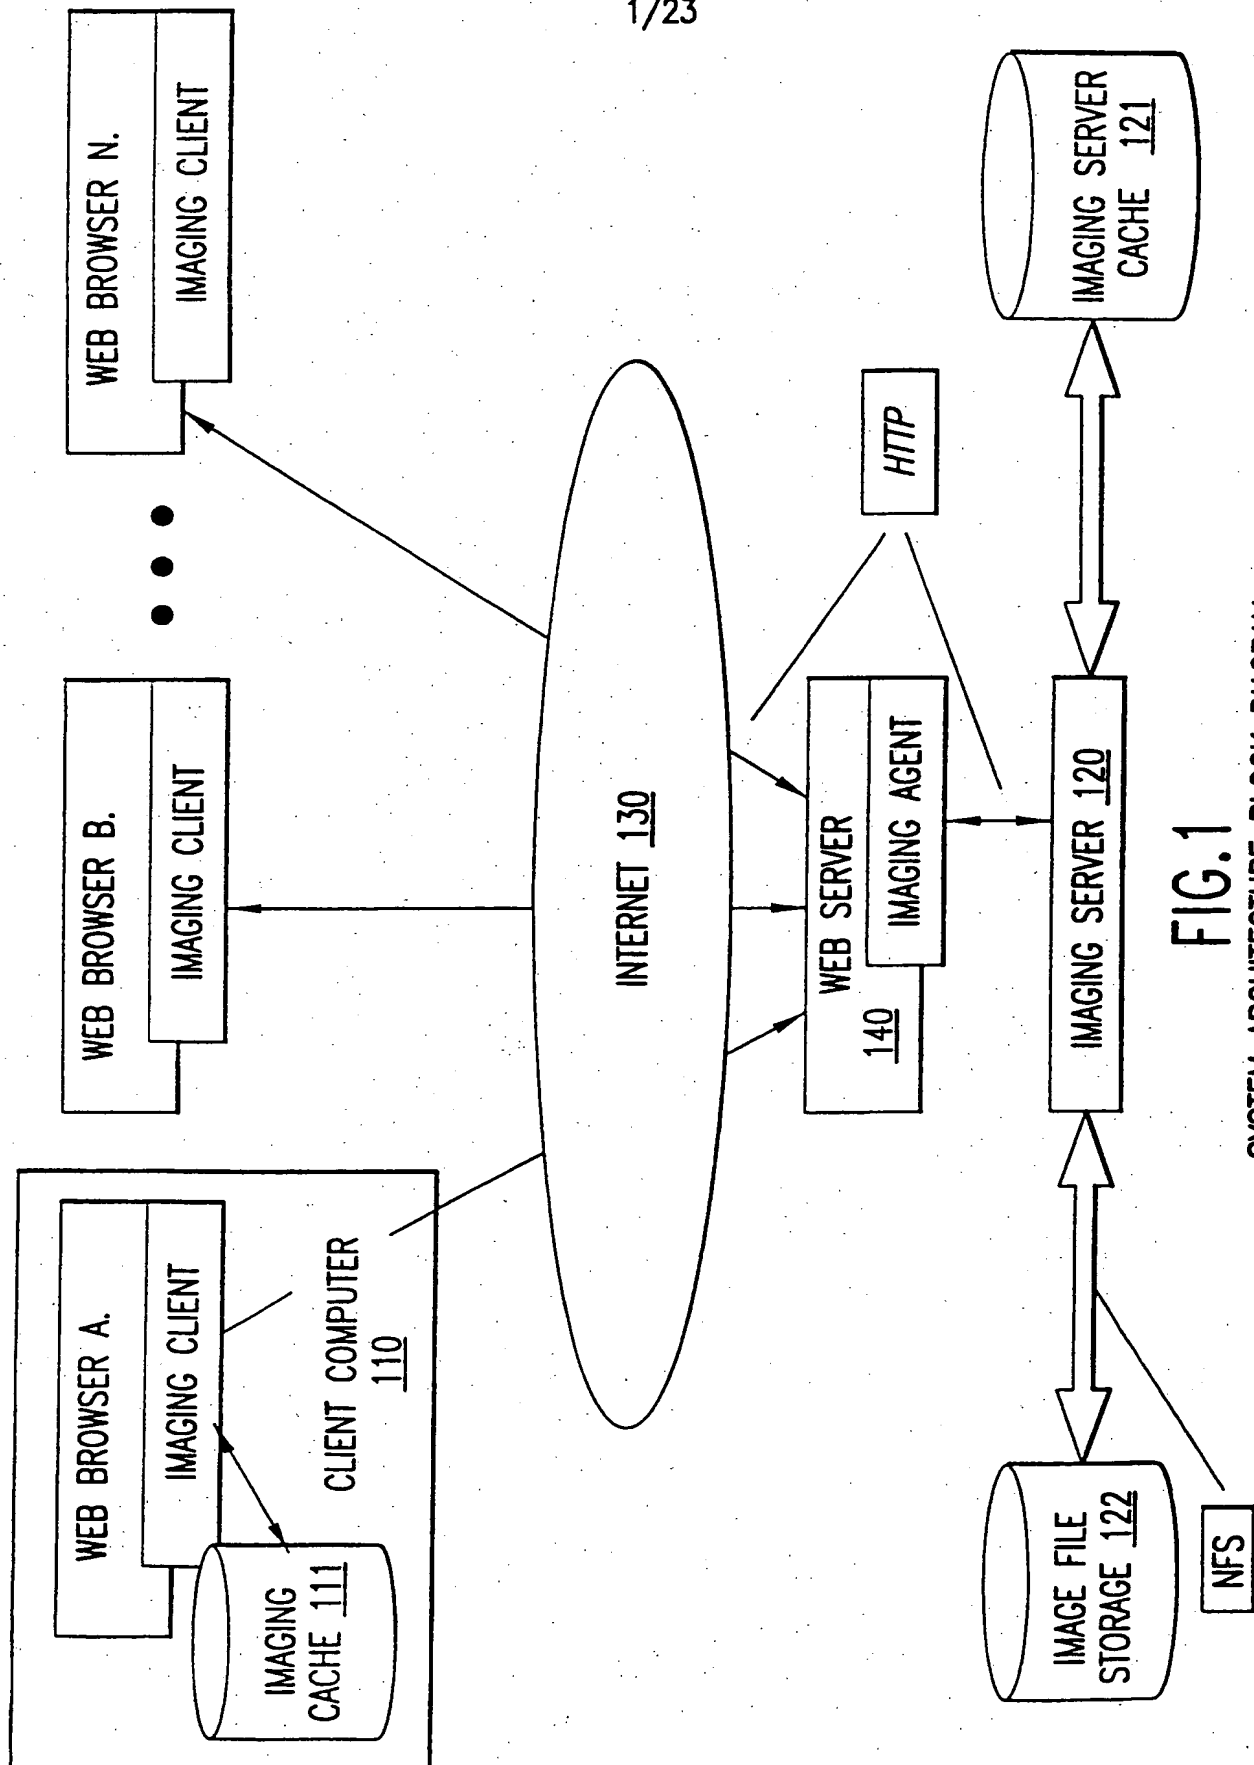 1/23
WEB BROWSER A.
IMAGING CLIENT
IMAGING
CACHE 111
CLIENT COMPUTER
110
WEB BROWSER B.
IMAGING CLIENT
WEB BROWSER N.
IMAGING CLIENT
INTERNET 130
WEB SERVER
140
IMAGING AGENT
HTTP
IMAGE FILE
STORAGE 122
NFS
IMAGING SERVER 120
IMAGING SERVER
CACHE 121
FIG.1